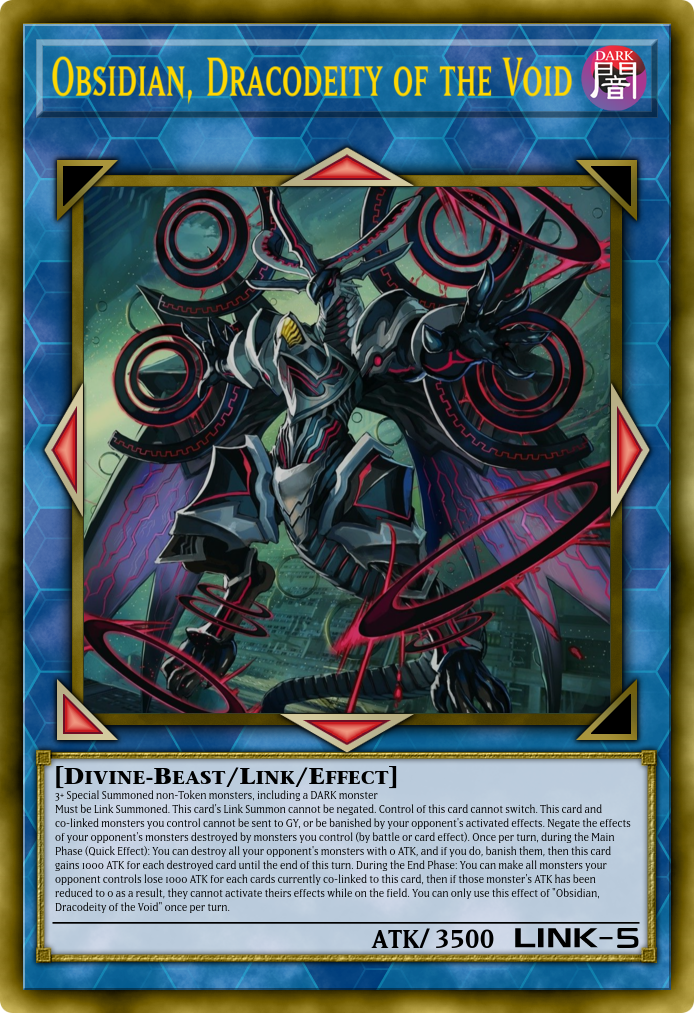 Obsidian, Dracodeity of the Void
DARK
闇
[Divine-Beast/Link/Effect]
3+ Special Summoned non-Token monsters, including a DARK monster
Must be Link Summoned. This card's Link Summon cannot be negated. Control of this card cannot switch. This card and
co-linked monsters you control cannot be sent to GY, or be banished by your opponent's activated effects. Negate the effects
of your opponent's monsters destroyed by monsters you control (by battle or card effect). Once per turn, during the Main
Phase (Quick Effect): You can destroy all your opponent's monsters with 0 ATK, and if you do, banish them, then this card
gains 1000 ATK for each destroyed card until the end of this turn. During the End Phase: You can make all monsters your
opponent controls lose 1000 ATK for each cards currently co-linked to this card, then if those monster's ATK has been
reduced to 0 as a result, they cannot activate theirs effects while on the field. You can only use this effect of "Obsidian,
Dracodeity of the Void" once per turn.
ATK/ 3500 LINK-5